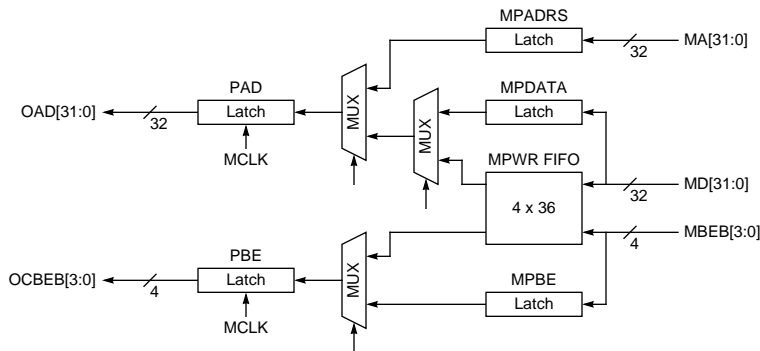 MPADRS
Latch
MA[31:0]
32
PAD
Latch
OAD[31:0]
32
MCLK
MUX
MUX
MPDATA
Latch
MPWR FIFO
4 x 36
MD[31:0]
32
MBEB[3:0]
4
PBE
Latch
OCBEB[3:0]
4
MCLK
MUX
MPBE
Latch